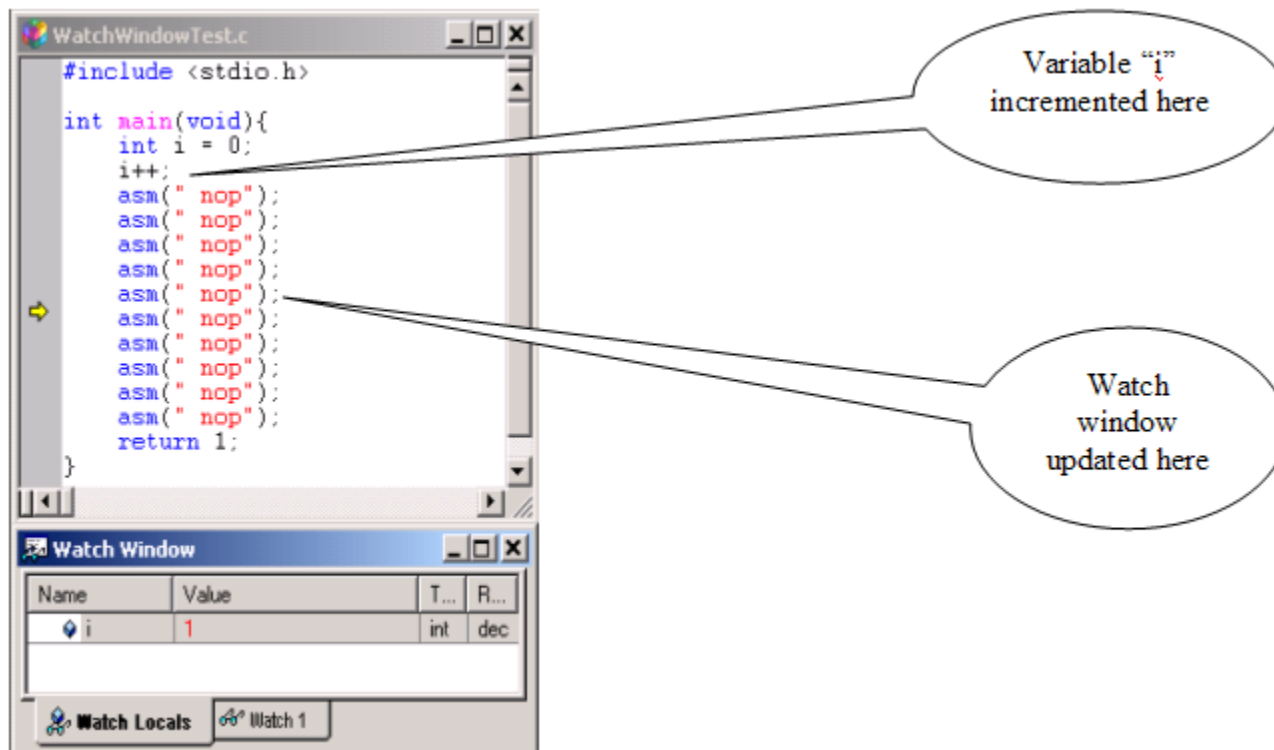 WatchWindowTest.c
#include <stdio.h>
int main(void){
int i = 0;
i++;
asm(" nop");
asm(" nop");
asm(" nop");
asm(" nop");
asm(" nop");
asm(" nop");
asm(" nop");
asm(" nop");
asm(" nop");
asm(" nop");
return 1;
}
Variable “i”
incremented here
Watch
window
updated here
Watch Window
Name Value T... R...
i 1 int dec
Watch Locals Watch 1